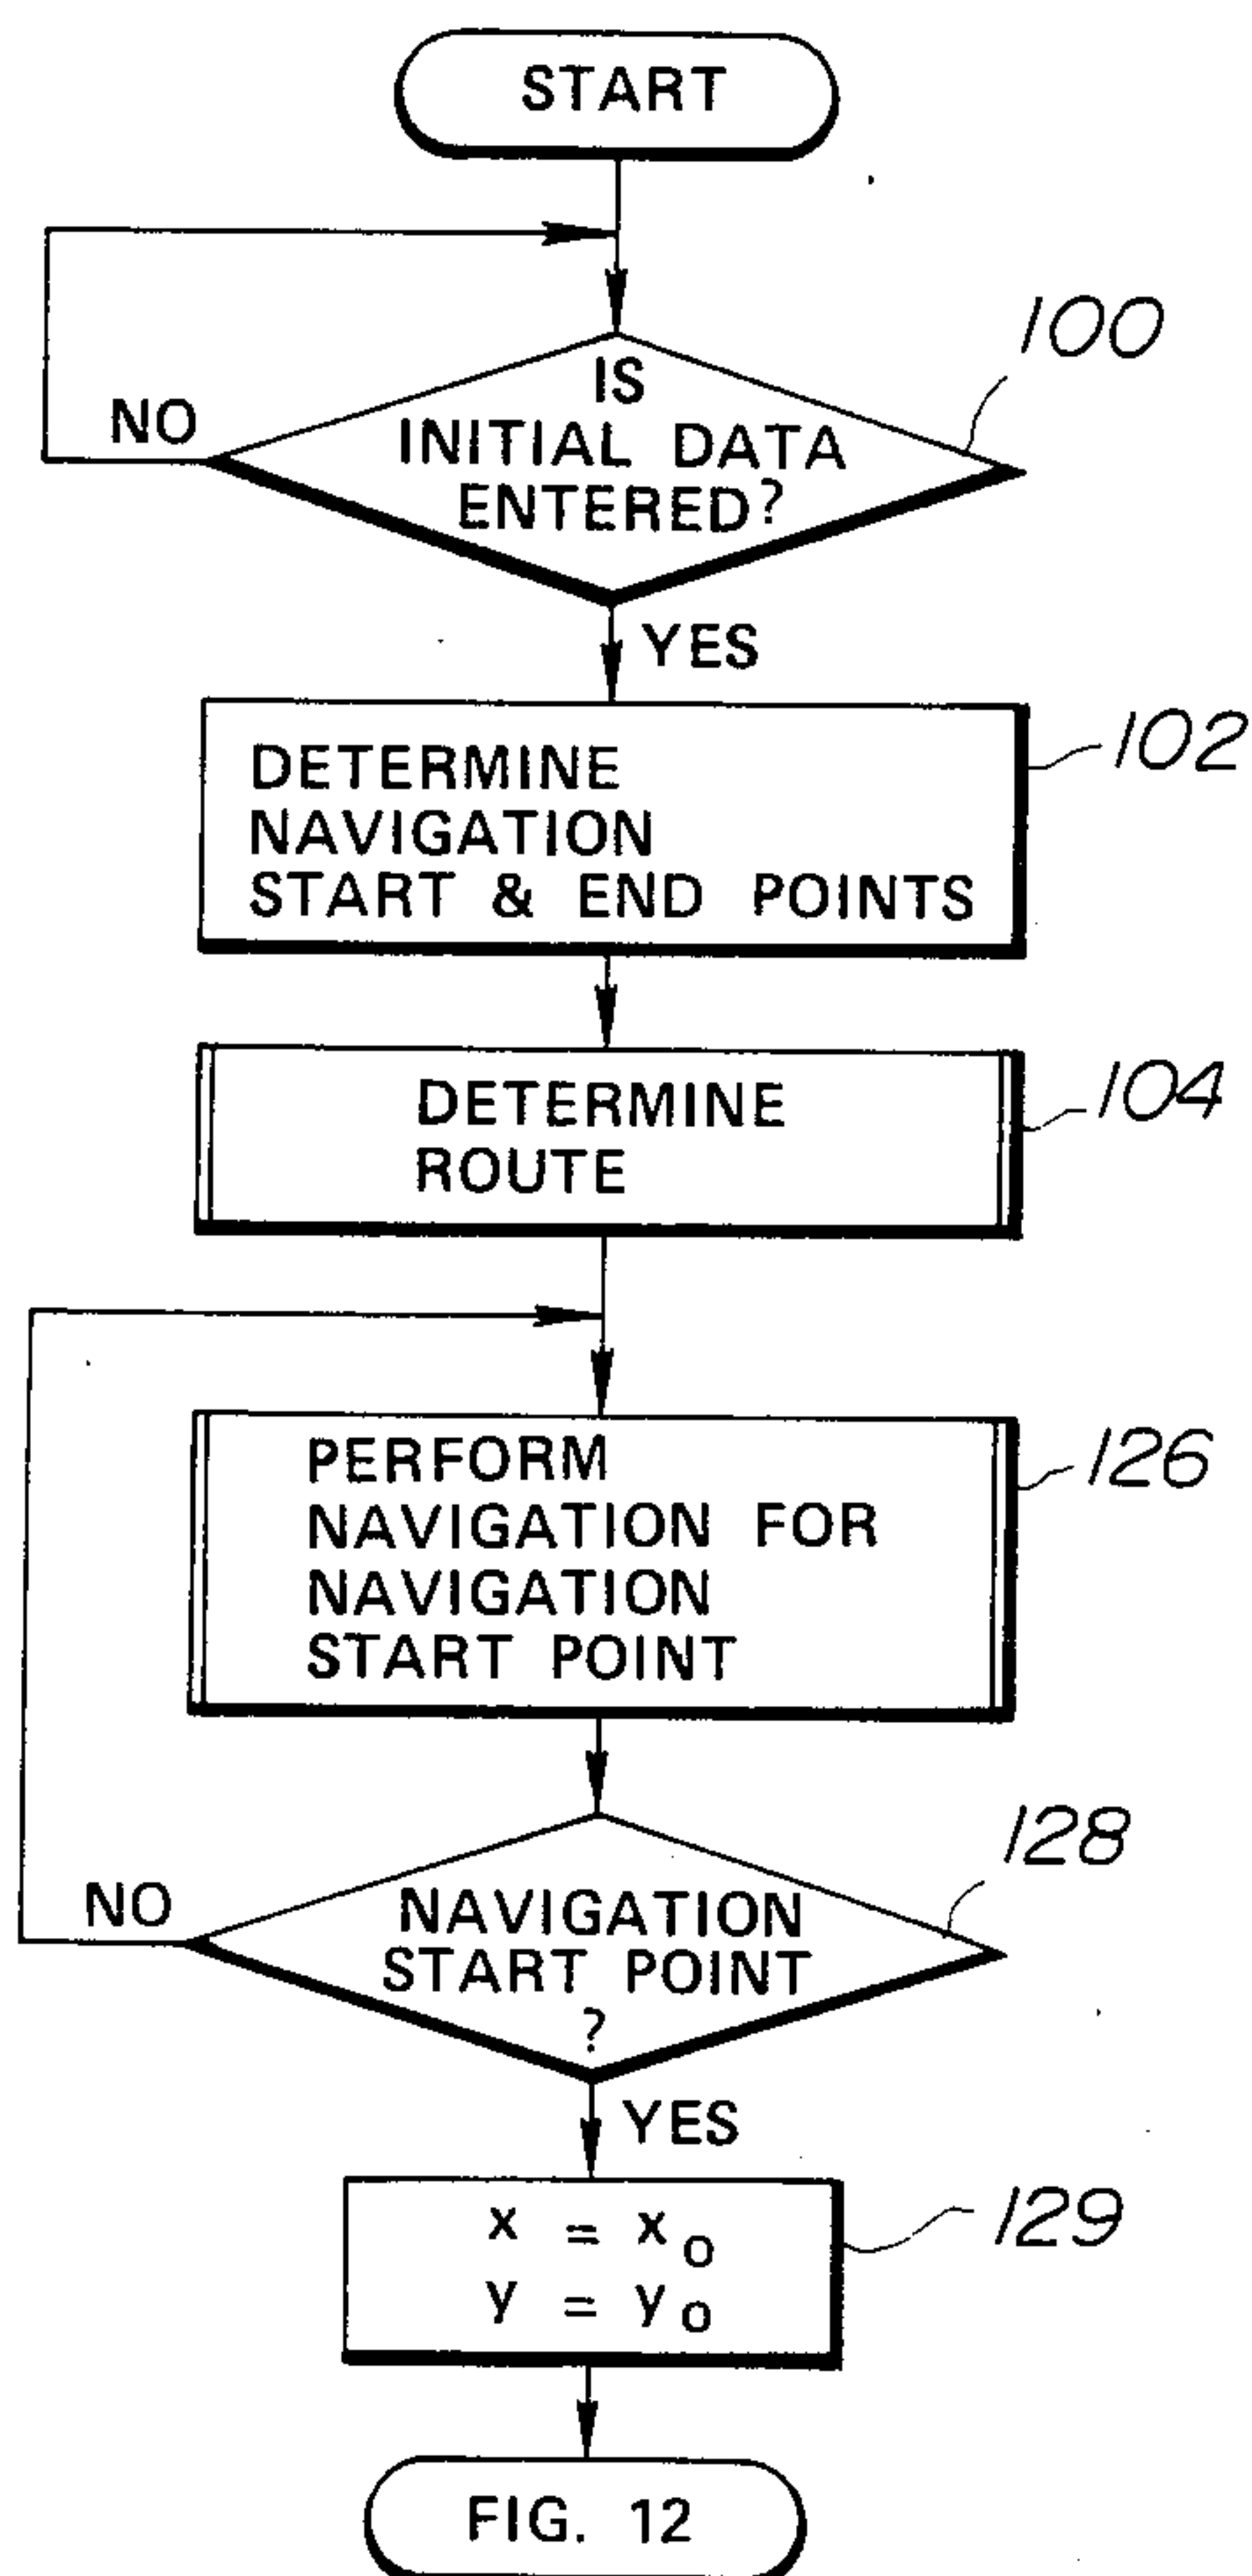 START
100
IS
NO
INITIAL DATA
ENTERED?
YES
102
DETERMINE
NAVIGATION
START & END POINTS
104
DETERMINE
ROUTE
126
PERFORM
NAVIGATION FOR
NAVIGATION
START POINT
128
NO
NAVIGATION
START POINT
?
YES
129
x = x₀
y = y₀
FIG. 12